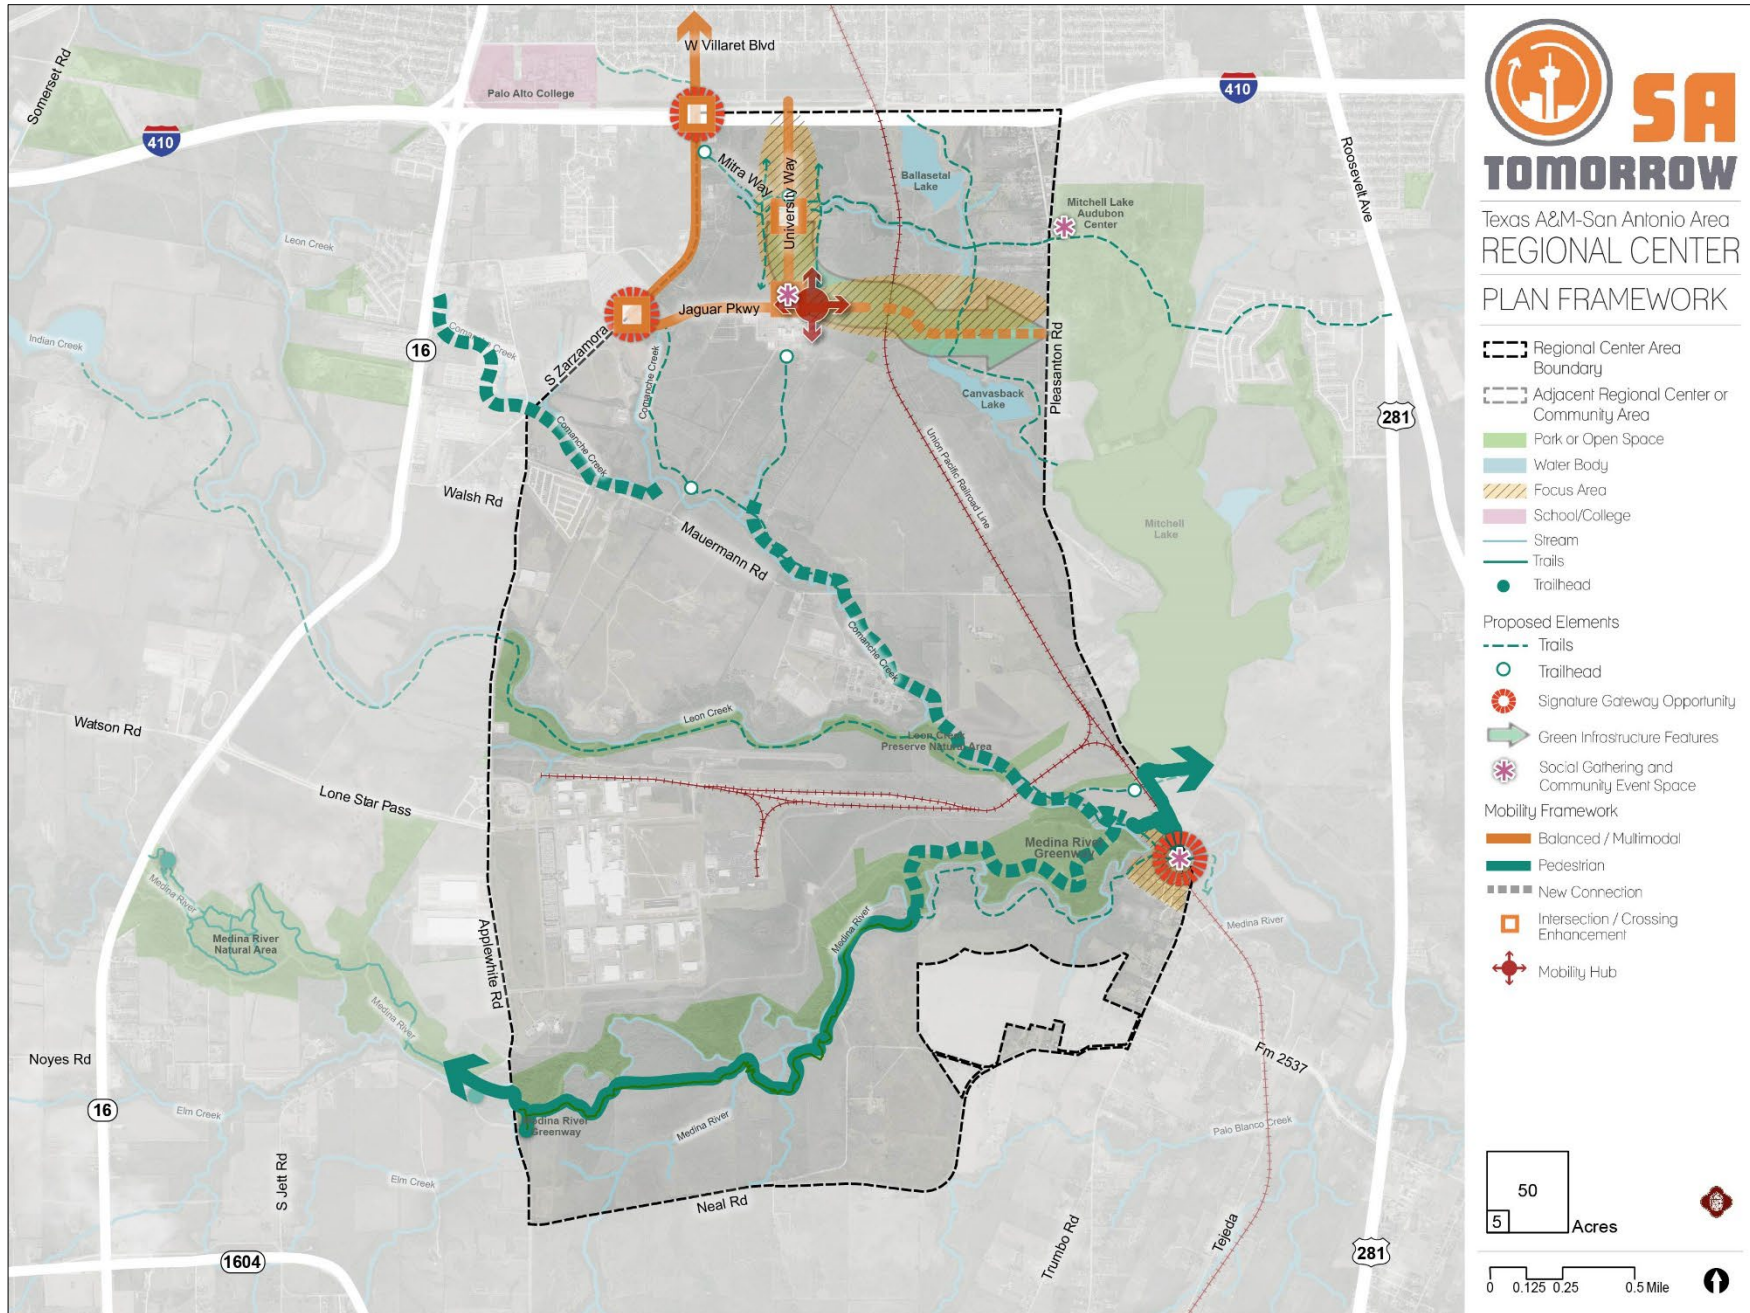 W Villaret Blvd
Somerset Rd
Palo Alto College
410
410
Mitra Way
University Way
Ballasetal
Lake
Roosevelt Ave
Mitchell Lake
Audubon
Center
Leon Creek
Jaguar Pkwy
S Zarzamora
Pleasanton Rd
Indian Creek
Comanche Creek
16
Comanche Creek
Canvasback
Lake
281
Comanche Creek
Union Pacific Railroad Line
Walsh Rd
Mitchell
Lake
Mauermann Rd
Comanche Creek
Leon Creek
Watson Rd
Leon Creek
Preserve Natural Area
Lone Star Pass
Medina River
Greenway
Medina River
Medina River
Natural Area
Applewhite Rd
Medina River
Medina River
Medina River
Noyes Rd
Fm 2537
16
Elm Creek
Medina River
Greenway
Medina River
Palo Blanco Creek
S Jett Rd
Elm Creek
Neal Rd
Trumbo Rd
Tejeda
1604
281
SA
TOMORROW
Texas A&M-San Antonio Area
REGIONAL CENTER
PLAN FRAMEWORK
Regional Center Area
Boundary
Adjacent Regional Center or
Community Area
Park or Open Space
Water Body
Focus Area
School/College
Stream
Trails
Trailhead
Proposed Elements
Trails
Trailhead
Signature Gateway Opportunity
Green Infrastructure Features
Social Gathering and
Community Event Space
Mobility Framework
Balanced / Multimodal
Pedestrian
New Connection
Intersection / Crossing
Enhancement
Mobility Hub
50
5
Acres
0 0.125 0.25 0.5 Mile